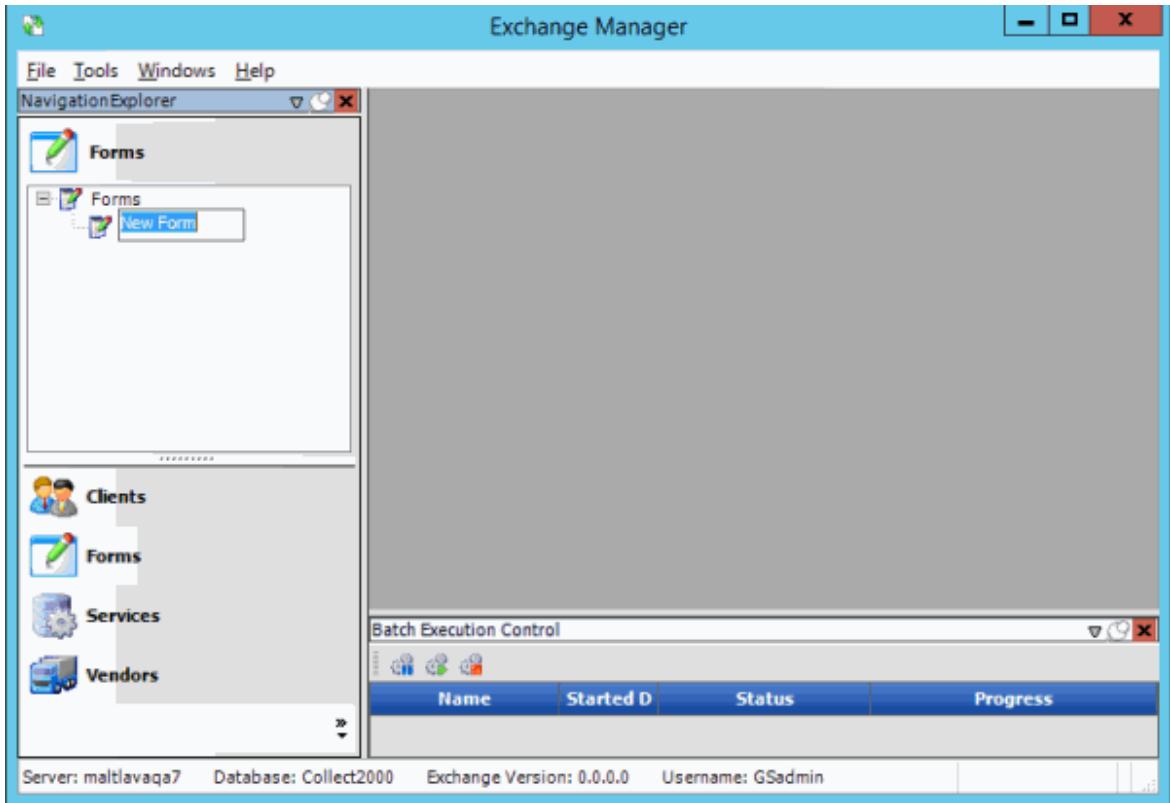 Exchange Manager
File Tools Windows Help
NavigationExplorer
Forms
Forms
New Form
Clients
Forms
Services
Vendors
Batch Execution Control
Name Started D Status Progress
Server: maltlavaqa7 Database: Collect2000 Exchange Version: 0.0.0.0 Username: GSadmin